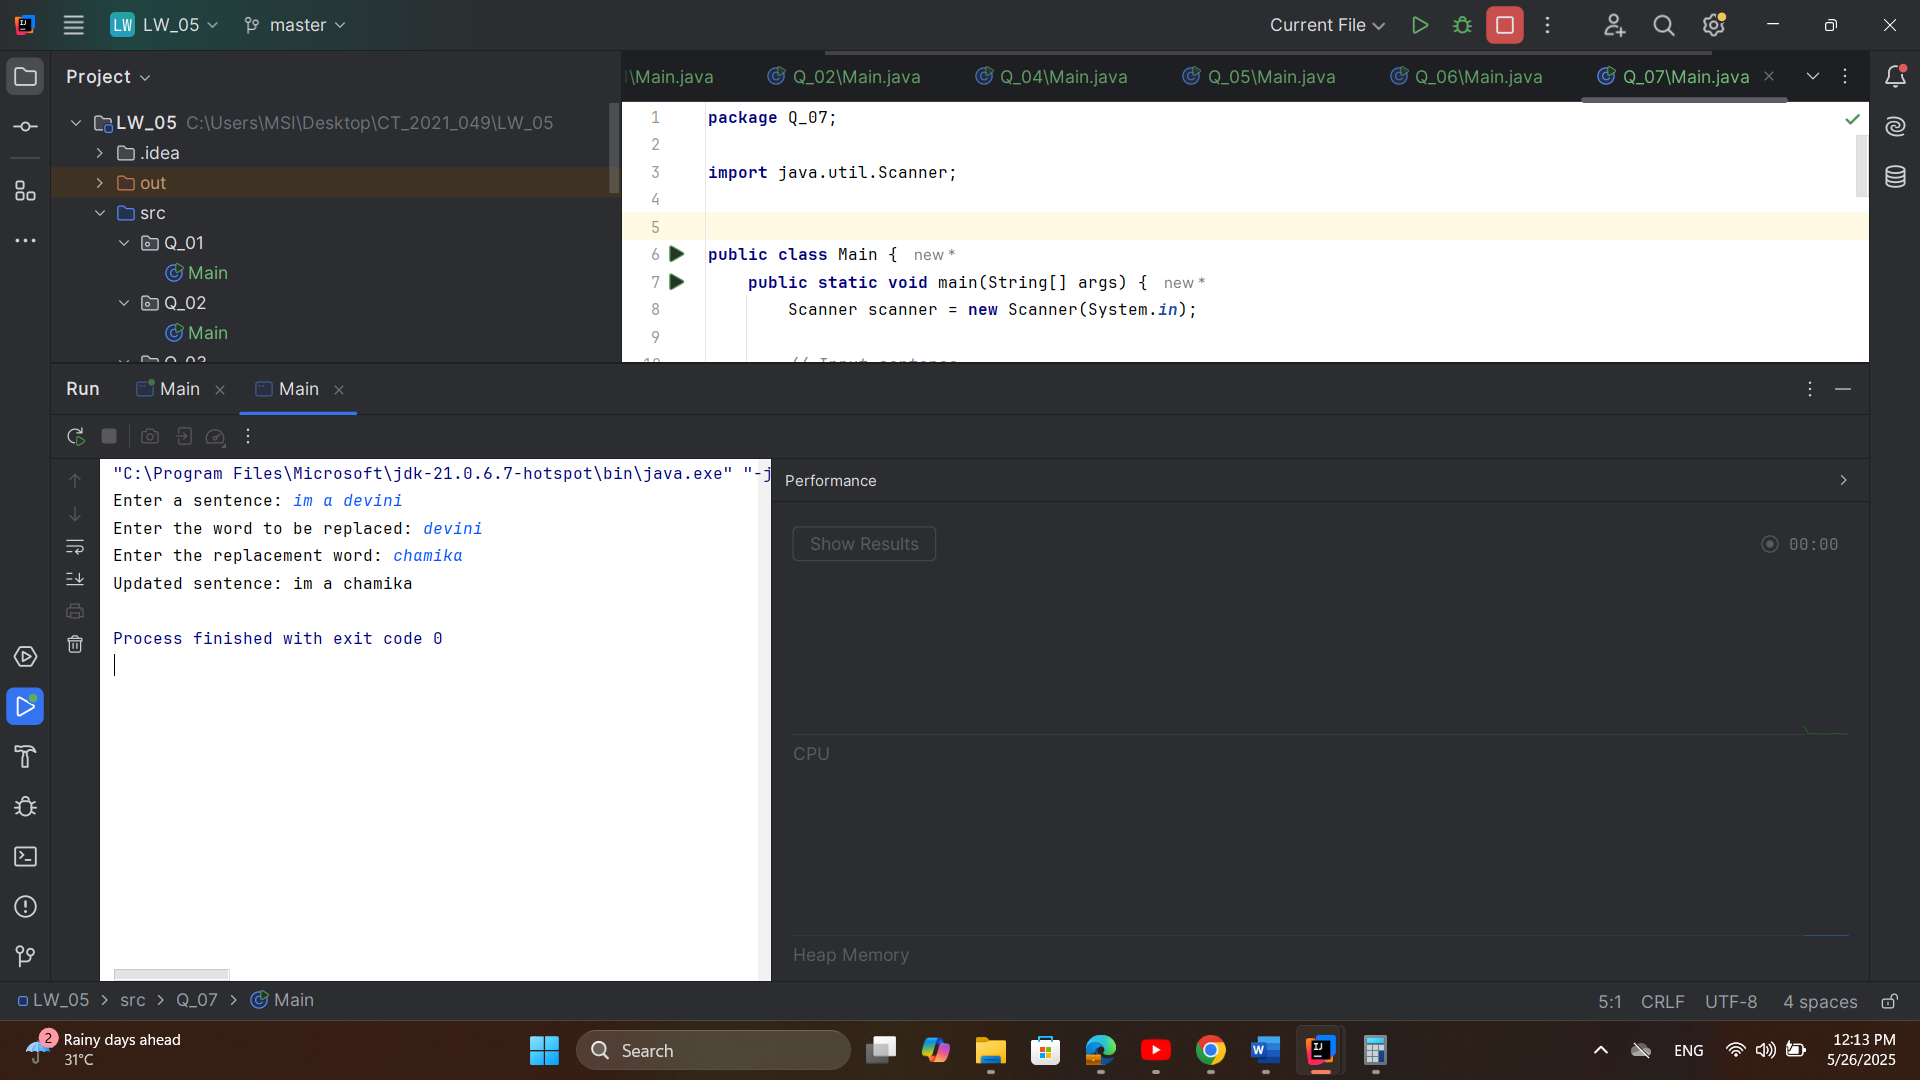 LW LW_05 master Current File
Project
\Main.java Q_02\Main.java Q_04\Main.java Q_05\Main.java Q_06\Main.java Q_07\Main.java
LW_05 C:\Users\MSI\Desktop\CT_2021_049\LW_05
.idea
out
src
Q_01
Main
Q_02
Main
Q_03
1 package Q_07;
2
3 import java.util.Scanner;
4
5
6 public class Main { new *
7 public static void main(String[] args) { new *
8 Scanner scanner = new Scanner(System.in);
9
10 // Input sentence
Run Main Main
"C:\Program Files\Microsoft\jdk-21.0.6.7-hotspot\bin\java.exe" "-j
Enter a sentence: im a devini
Enter the word to be replaced: devini
Enter the replacement word: chamika
Updated sentence: im a chamika
Process finished with exit code 0
Performance
Show Results 00:00
CPU
Heap Memory
LW_05 > src > Q_07 > Main 5:1 CRLF UTF-8 4 spaces
2 Rainy days ahead
31°C
Search
ENG
12:13 PM
5/26/2025